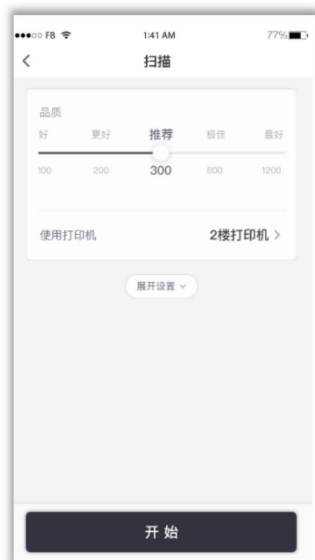 FB 1:41 AM 77%
扫描
品质
好 更好 推荐 极佳 最好
100 200 300 600 1200
使用打印机 2楼打印机 >
展开设置
开始